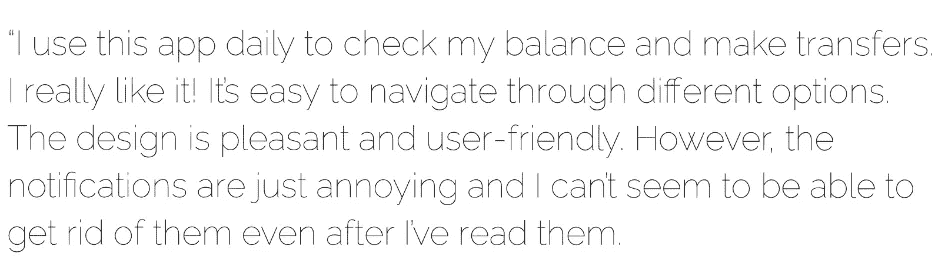 “I use this app daily to check my balance and make transfers.
I really like it! It’s easy to navigate through different options.
The design is pleasant and user-friendly. However, the
notifications are just annoying and I can’t seem to be able to
get rid of them even after I’ve read them.